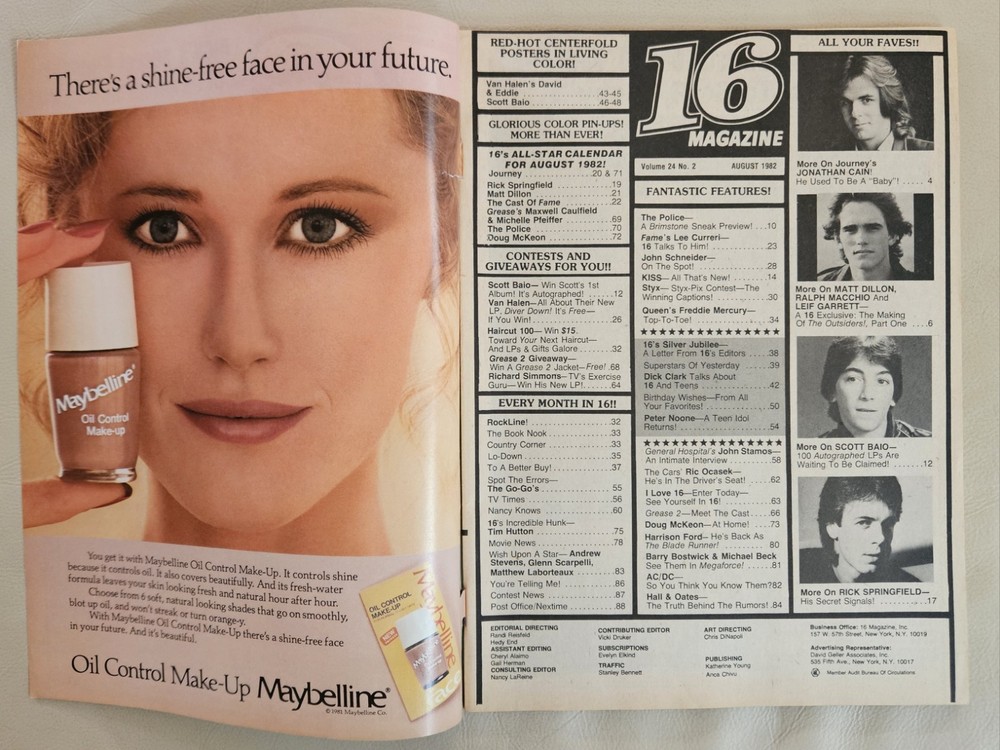 There's a shine-free face in your future.
Maybelline®
Oil Control
Make-up
You get it with Maybelline Oil Control Make-Up. It controls shine
because it controls oil. It also covers beautifully. And its fresh-water
formula leaves your skin looking fresh and natural hour after hour.
Choose from 6 soft, natural looking shades that go on smoothly,
blot up oil, and won't streak or turn orange-y.
With Maybelline Oil Control Make-Up there's a shine-free face
in your future. And it's beautiful.
OIL CONTROL
MAKE-UP
Maybelline
Oil Control Make-Up Maybelline®
©1981 Maybelline Co.
RED-HOT CENTERFOLD
POSTERS IN LIVING
COLOR!
Van Halen's David
& Eddie ....................43-45
Scott Baio ..................46-48
GLORIOUS COLOR PIN-UPS!
MORE THAN EVER!
16's ALL-STAR CALENDAR
FOR AUGUST 1982!
Journey ..................20 & 71
Rick Springfield ..............19
Matt Dillon ...................21
The Cast Of Fame ..............22
Grease's Maxwell Caulfield
& Michelle Pfeiffer ...........69
The Police ....................70
Doug McKeon ...................72
CONTESTS AND
GIVEAWAYS FOR YOU!!
Scott Baio— Win Scott's 1st
Album! It's Autographed! ......12
Van Halen—All About Their New
LP, Diver Down! It's Free—
If You Win! ...................26
Haircut 100— Win $15.
Toward Your Next Haircut—
And LPs & Gifts Galore ........32
Grease 2 Giveaway—
Win A Grease 2 Jacket—Free! .68
Richard Simmons—TV's Exercise
Guru— Win His New LP! .......64
EVERY MONTH IN 16!!
RockLine! .....................32
The Book Nook .................33
Country Corner ................33
Lo-Down .......................35
To A Better Buy! ..............37
Spot The Errors—
The Go-Go's ...................55
TV Times ......................56
Nancy Knows ...................60
16's Incredible Hunk—
Tim Hutton ....................75
Movie News ....................78
Wish Upon A Star— Andrew
Stevens, Glenn Scarpelli,
Matthew Laborteaux ............83
You're Telling Me! ............86
Contest News ..................87
Post Office/Nextime ...........88
16
MAGAZINE
Volume 24 No. 2 AUGUST 1982
FANTASTIC FEATURES!
The Police—
A Brimstone Sneak Preview! ...10
Fame's Lee Curreri—
16 Talks To Him! ..............23
John Schneider—
On The Spot! ..................28
KISS— All That's New! .........14
Styx— Styx-Pix Contest—The
Winning Captions! .............30
Queen's Freddie Mercury—
Top-To-Toe! ...................34
16's Silver Jubilee—
A Letter From 16's Editors ....38
Superstars Of Yesterday .......39
Dick Clark Talks About
16 And Teens ..................42
Birthday Wishes—From All
Your Favorites! ...............50
Peter Noone—A Teen Idol
Returns! ......................54
General Hospital's John Stamos—
An Intimate Interview .........58
The Cars' Ric Ocasek—
He's In The Driver's Seat! ....62
I Love 16—Enter Today—
See Yourself In 16! ...........63
Grease 2—Meet The Cast .....66
Doug McKeon—At Home! ....73
Harrison Ford— He's Back As
The Blade Runner! .............80
Barry Bostwick & Michael Beck
See Them In Megaforce ........81
AC/DC—
So You Think You Know Them?82
Hall & Oates—
The Truth Behind The Rumors! .84
ALL YOUR FAVES!!
More On Journey's
JONATHAN CAIN!
He Used To Be A "Baby"! ..... 4
More On MATT DILLON,
RALPH MACCHIO And
LEIF GARRETT—
A 16 Exclusive: The Making
Of The Outsiders!, Part One ....6
More On SCOTT BAIO—
100 Autographed LPs Are
Waiting To Be Claimed! .......12
More On RICK SPRINGFIELD—
His Secret Signals! ..........17
EDITORIAL DIRECTING
Randi Reisfeld
Hedy End
ASSISTANT EDITING
Cheryl Alaimo
Gail Herman
CONSULTING EDITOR
Nancy LaReine
CONTRIBUTING EDITOR
Vicki Druker
SUBSCRIPTIONS
Evelyn Elkind
TRAFFIC
Stanley Bennett
ART DIRECTING
Chris DiNapoli
PUBLISHING
Katherine Young
Business Office: 16 Magazine, Inc.
157 W. 57th Street, New York, N.Y. 10019
Advertising Representative:
David Geller Associates, Inc.
535 Fifth Ave., New York, N.Y. 10017
Member Audit Bureau Of Circulations